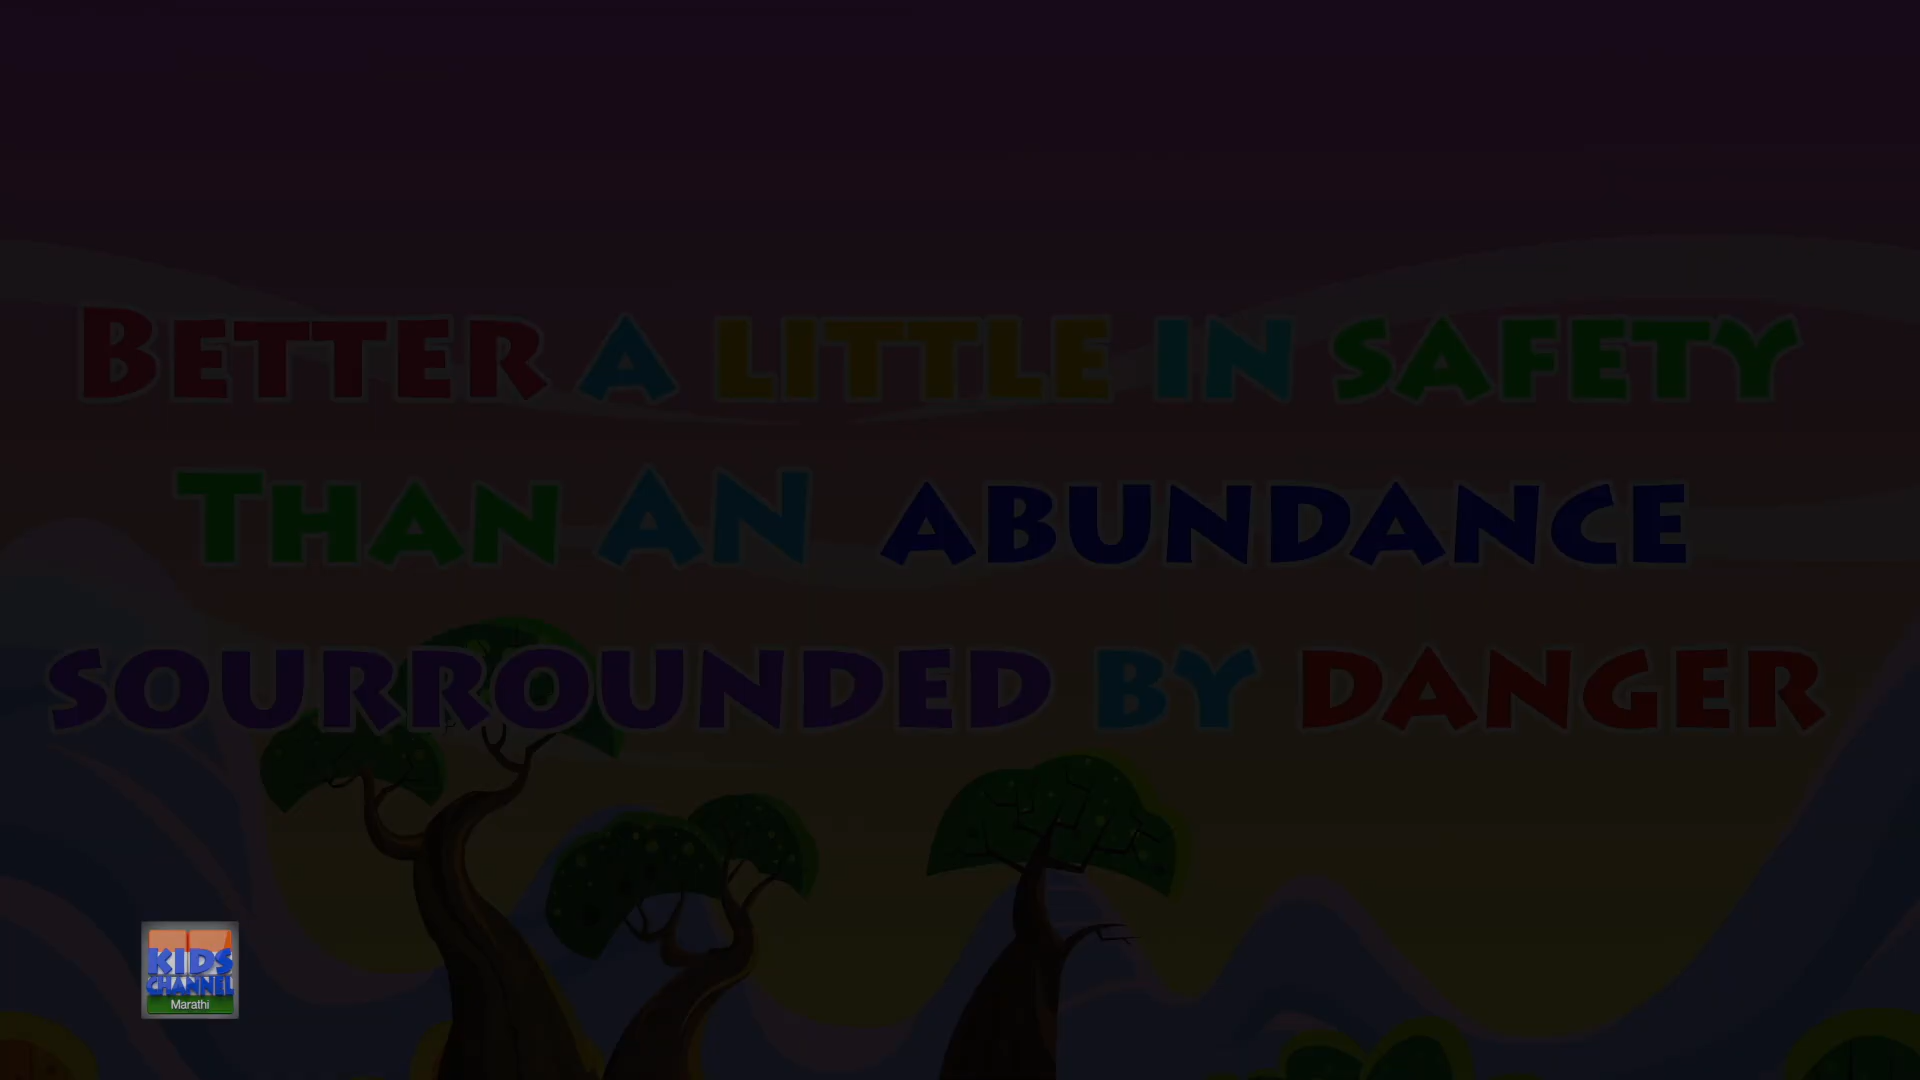 Better a little in safety
Than an abundance
sourrounded by danger
KIDS
CHANNEL
Marathi